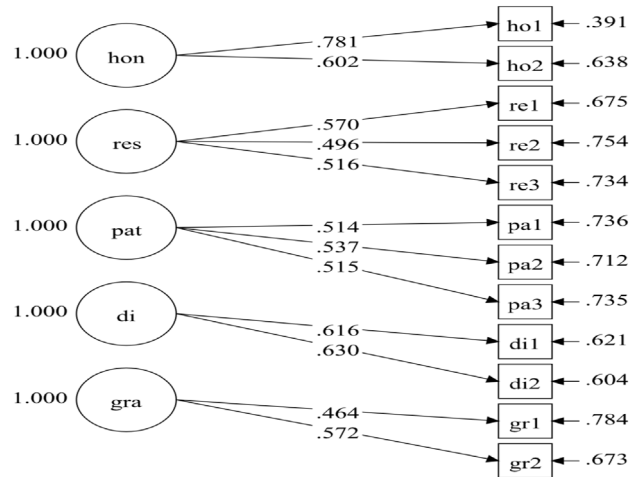 1.000 hon .781 ho1 .391
.602 ho2 .638
1.000 res .570 re1 .675
.496 re2 .754
.516 re3 .734
1.000 pat .514 pa1 .736
.537 pa2 .712
.515 pa3 .735
1.000 di .616 di1 .621
.630 di2 .604
1.000 gra .464 gr1 .784
.572 gr2 .673